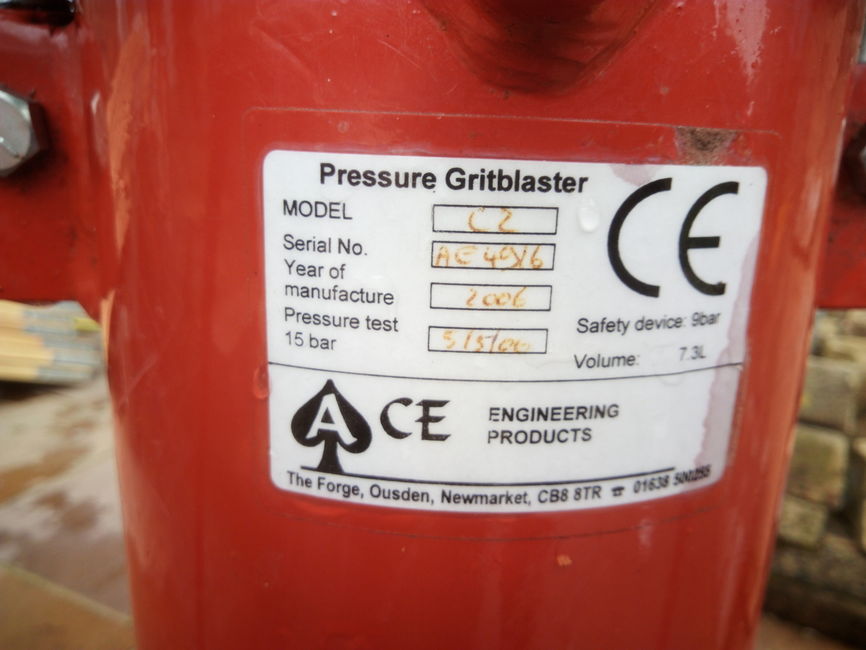 Pressure Gritblaster
CE
MODEL C2
Serial No.
Year of
manufacture 2006
Pressure test
15 bar
Safety device: 9bar
Volume: 7.3L
ACE ENGINEERING
PRODUCTS
The Forge, Ousden, Newmarket, CB8 8TR ☎ 01638